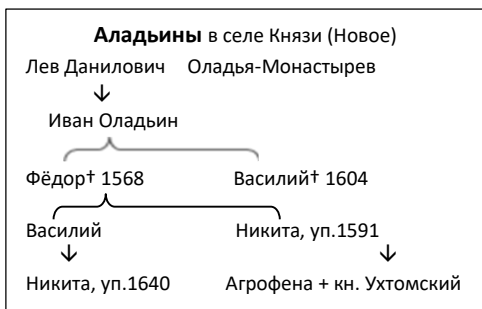 Аладьины в селе Князи (Новое)
Лев Данилович Оладья-Монастырев
Иван Оладьин
Фёдор† 1568 Василий† 1604
Василий Никита, уп.1591
Никита, уп.1640 Агрофена + кн. Ухтомский